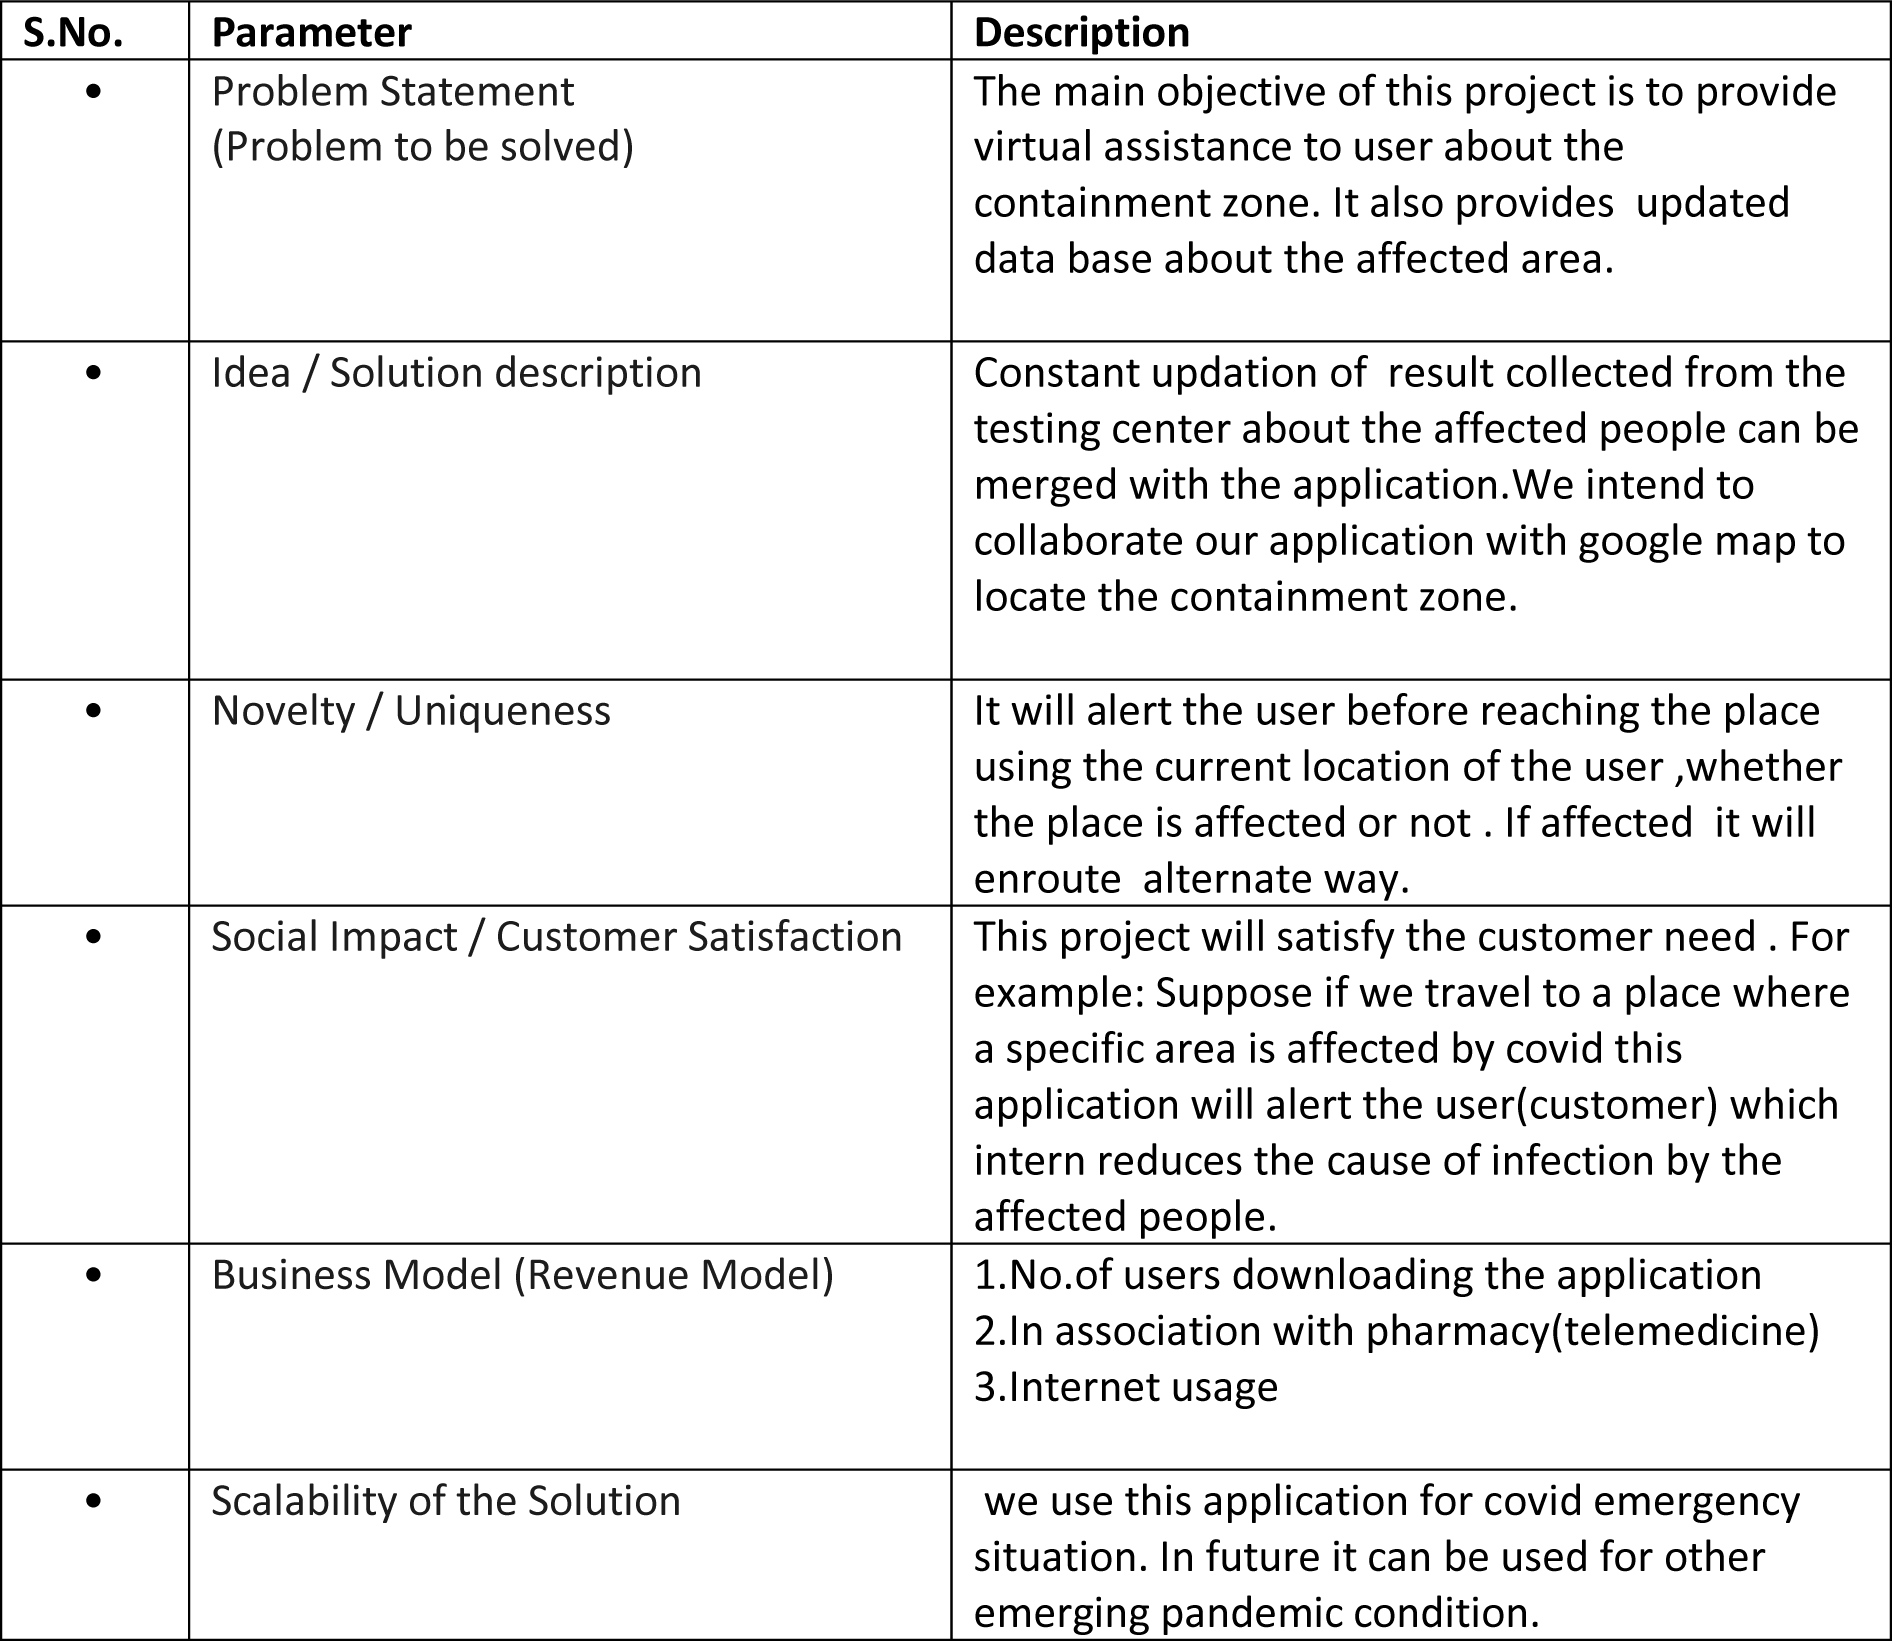 S.No. Parameter Description
• Problem Statement The main objective of this project is to provide
(Problem to be solved) virtual assistance to user about the
containment zone. It also provides  updated
data base about the affected area.
• Idea / Solution description Constant updation of  result collected from the
testing center about the affected people can be
merged with the application.We intend to
collaborate our application with google map to
locate the containment zone.
• Novelty / Uniqueness It will alert the user before reaching the place
using the current location of the user ,whether
the place is affected or not . If affected  it will
enroute  alternate way.
• Social Impact / Customer Satisfaction This project will satisfy the customer need . For
example: Suppose if we travel to a place where
a specific area is affected by covid this
application will alert the user(customer) which
intern reduces the cause of infection by the
affected people.
• Business Model (Revenue Model) 1.No.of users downloading the application
2.In association with pharmacy(telemedicine)
3.Internet usage
• Scalability of the Solution we use this application for covid emergency
situation. In future it can be used for other
emerging pandemic condition.